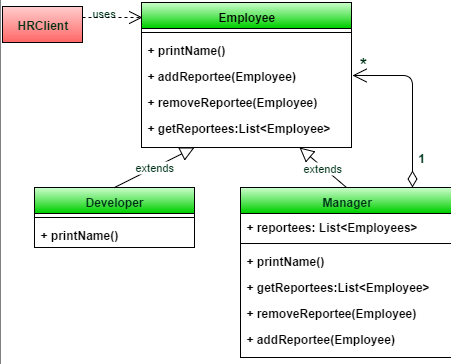 HRClient
uses
Employee
+ printName()
+ addReportee(Employee)
+ removeReportee(Employee)
+ getReportees:List<Employee>
*
1
extends
extends
Developer
+ printName()
Manager
+ reportees: List<Employees>
+ printName()
+ getReportees:List<Employee>
+ removeReportee(Employee)
+ addReportee(Employee)